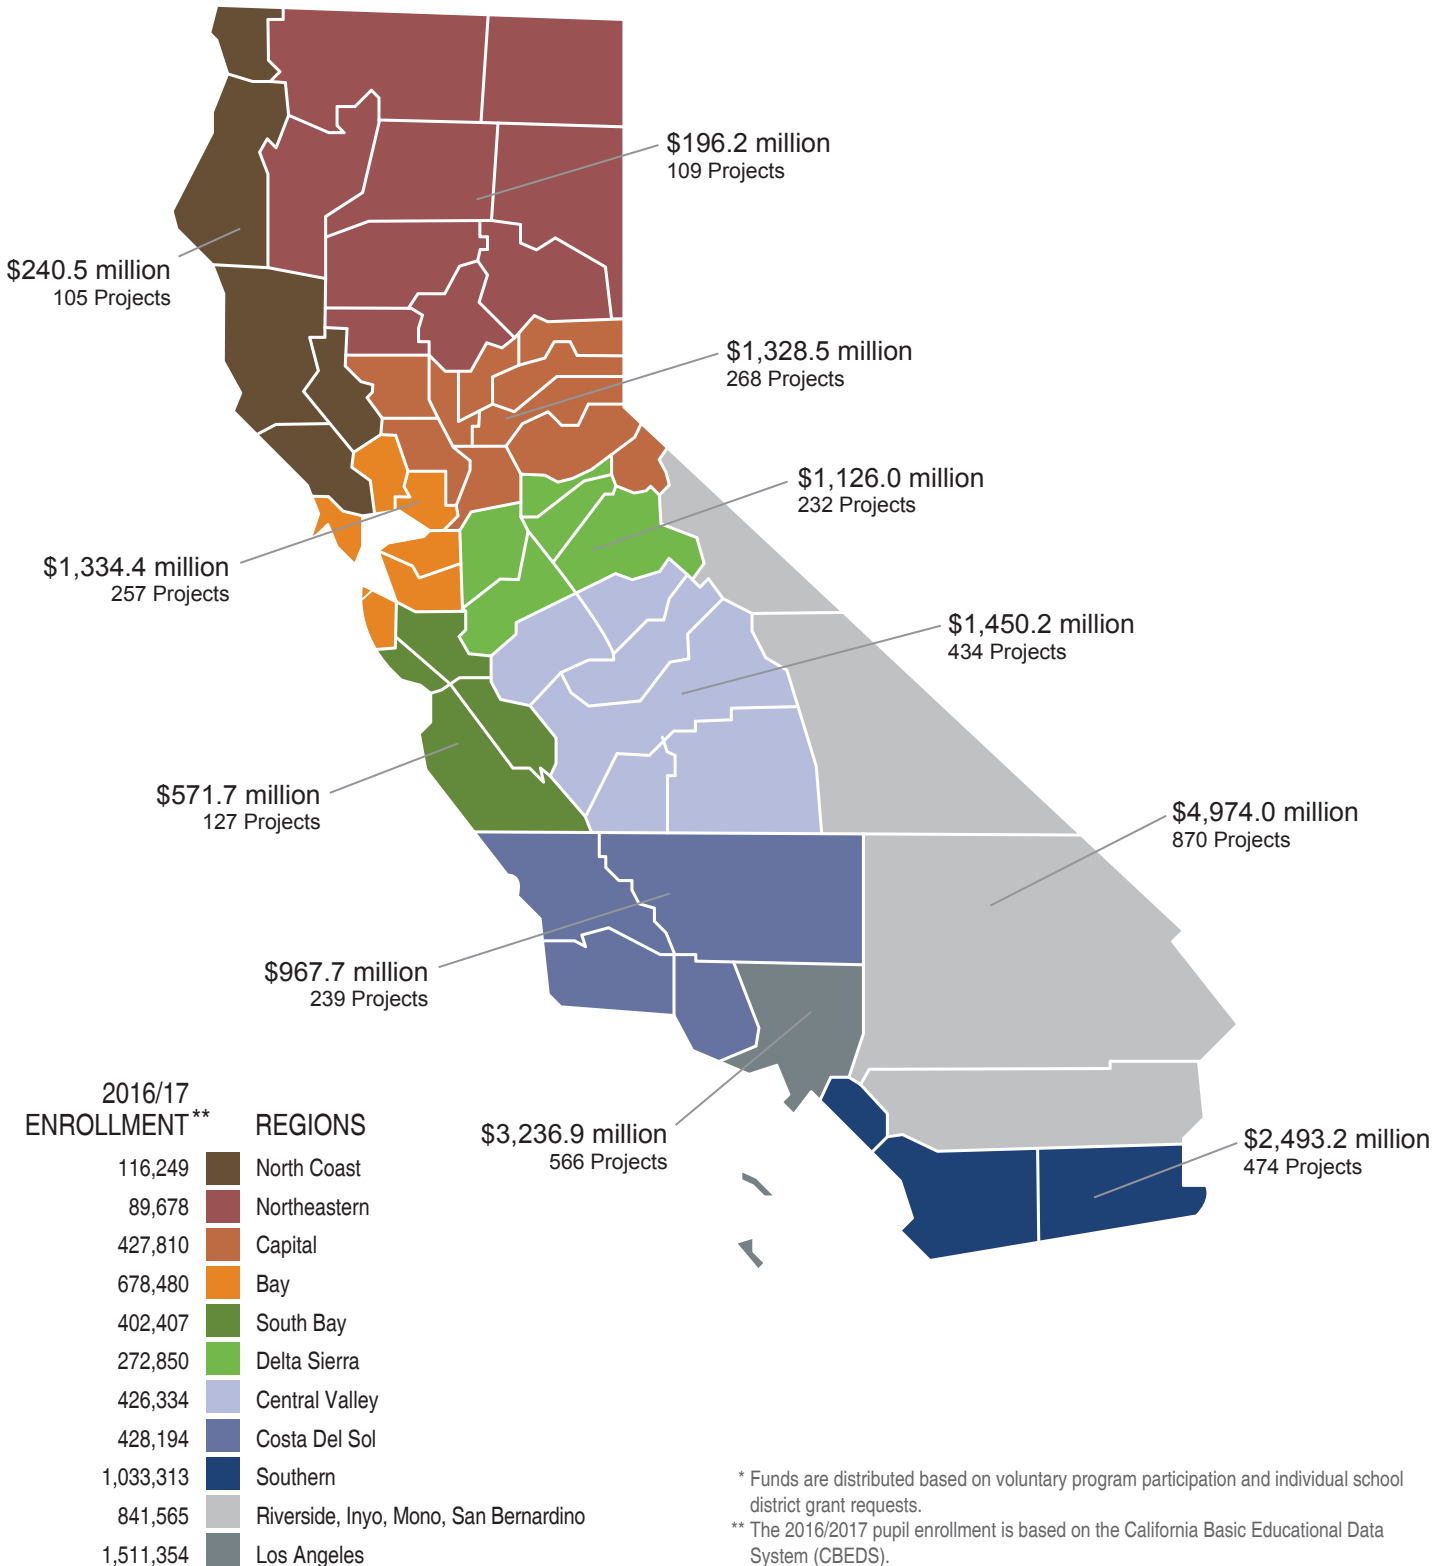 $196.2 million
109 Projects
$240.5 million
105 Projects
$1,328.5 million
268 Projects
$1,126.0 million
232 Projects
$1,334.4 million
257 Projects
$1,450.2 million
434 Projects
$571.7 million
127 Projects
$4,974.0 million
870 Projects
$967.7 million
239 Projects
$3,236.9 million
566 Projects
$2,493.2 million
474 Projects
2016/17
ENROLLMENT** REGIONS
116,249 North Coast
89,678 Northeastern
427,810 Capital
678,480 Bay
402,407 South Bay
272,850 Delta Sierra
426,334 Central Valley
428,194 Costa Del Sol
1,033,313 Southern
841,565 Riverside, Inyo, Mono, San Bernardino
1,511,354 Los Angeles
* Funds are distributed based on voluntary program participation and individual school
district grant requests.
** The 2016/2017 pupil enrollment is based on the California Basic Educational Data
System (CBEDS).